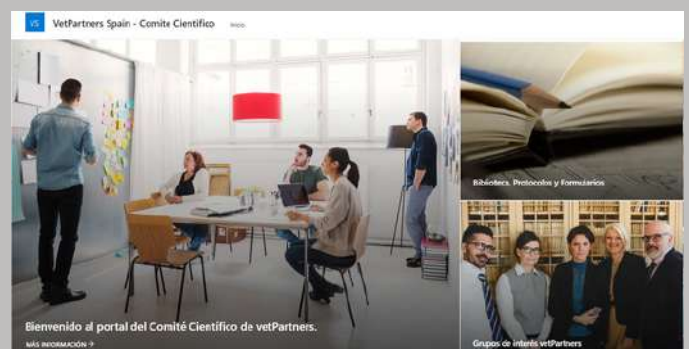 VS VetPartners Spain - Comite Científico Inicio
Biblioteca, Protocolos y Formularios
Bienvenido al portal del Comité Científico de vetPartners.
MÁS INFORMACIÓN →
Grupos de interés vetPartners